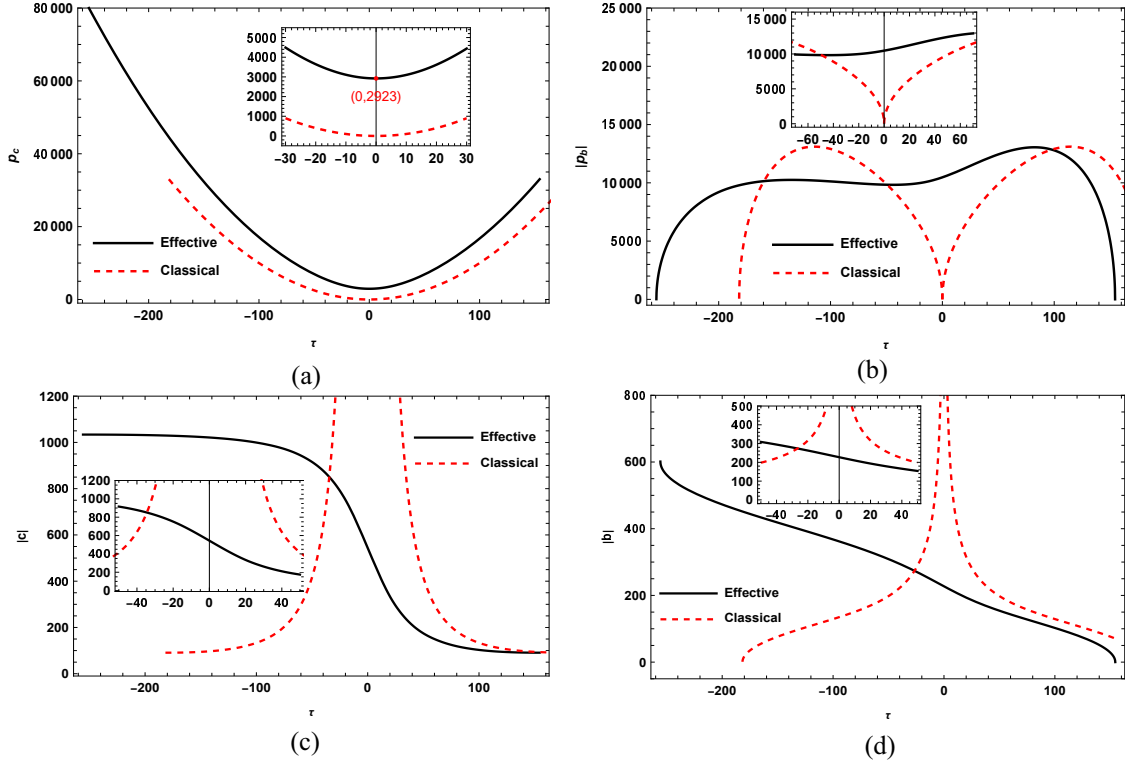 80 000
60 000
40 000
20 000
0
p_c
−200 −100 0 100
τ
5000
4000
3000
2000
1000
0
−30 −20 −10 0 10 20 30
(0,2923)
Effective
Classical
(a)
25 000
20 000
15 000
10 000
5000
0
|p_b|
−200 −100 0 100
τ
15 000
10 000
5000
0
−60 −40 −20 0 20 40 60
Effective
Classical
(b)
1200
1000
800
600
400
200
0
|c|
−200 −100 0 100
τ
1200
1000
800
600
400
200
0
−40 −20 0 20 40
Effective
Classical
(c)
800
600
400
200
0
|b|
−200 −100 0 100
τ
500
400
300
200
100
0
−40 −20 0 20 40
Effective
Classical
(d)